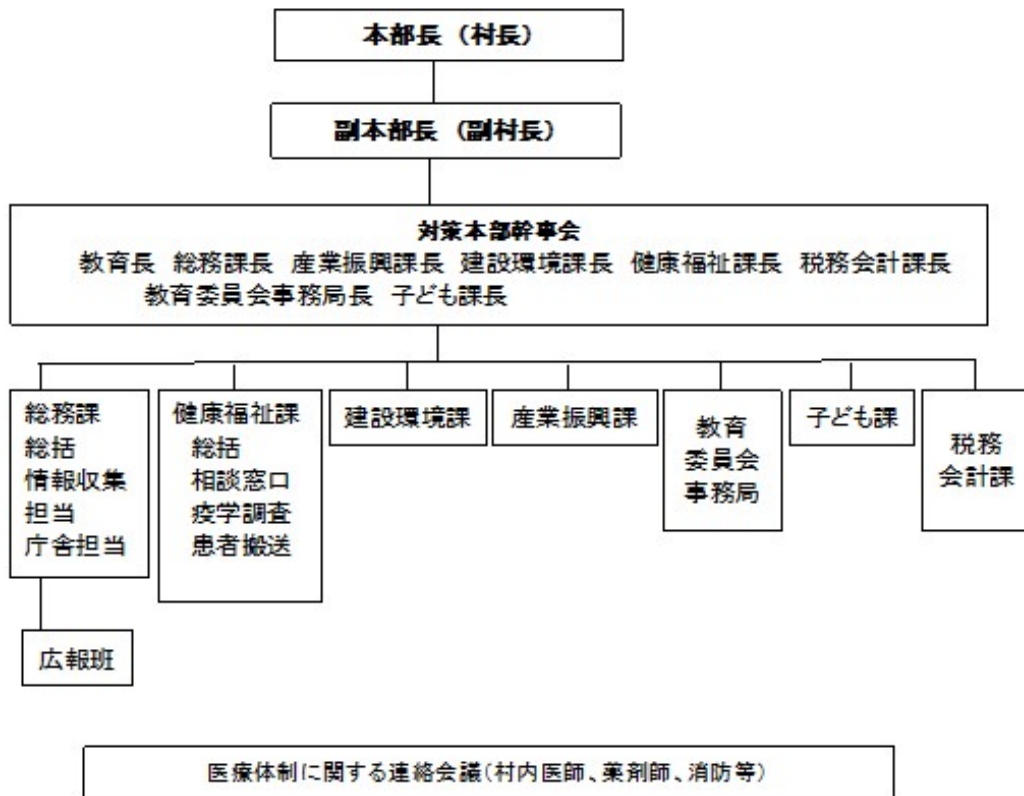 本部長（村長）
副本部長（副村長）
対策本部幹事会
教育長 総務課長 産業振興課長 建設環境課長 健康福祉課長 税務会計課長
教育委員会事務局長 子ども課長
総務課
総括
情報収集
担当
庁舎担当
健康福祉課
総括
相談窓口
疫学調査
患者搬送
建設環境課
産業振興課
教育
委員会
事務局
子ども課
税務
会計課
広報班
医療体制に関する連絡会議（村内医師、薬剤師、消防等）